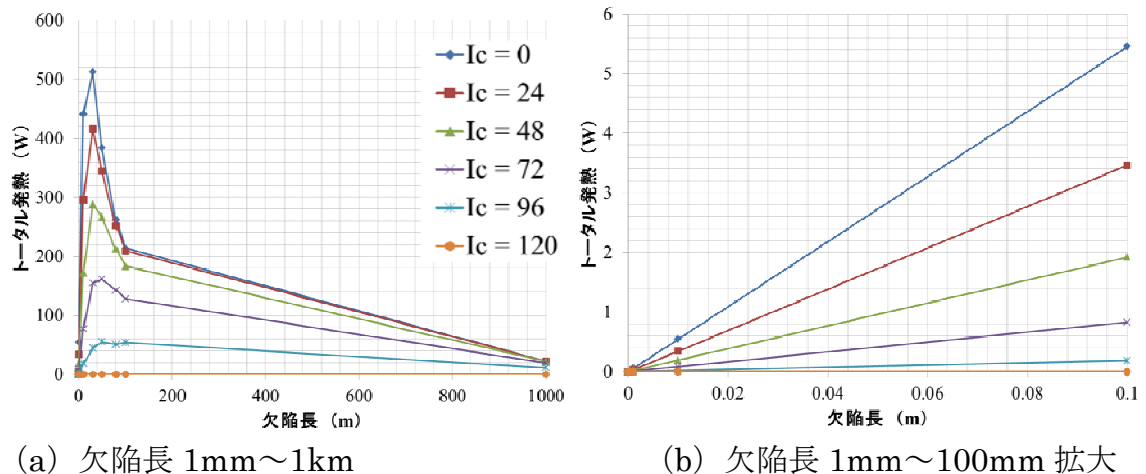 600
500
400
300
200
100
0
トータル発熱 (W)
0
200
400
600
800
1000
欠陥長 (m)
Ic = 0
Ic = 24
Ic = 48
Ic = 72
Ic = 96
Ic = 120
(a) 欠陥長 1mm～1km
6
5
4
3
2
1
0
トータル発熱 (W)
0
0.02
0.04
0.06
0.08
0.1
欠陥長 (m)
(b) 欠陥長 1mm～100mm 拡大